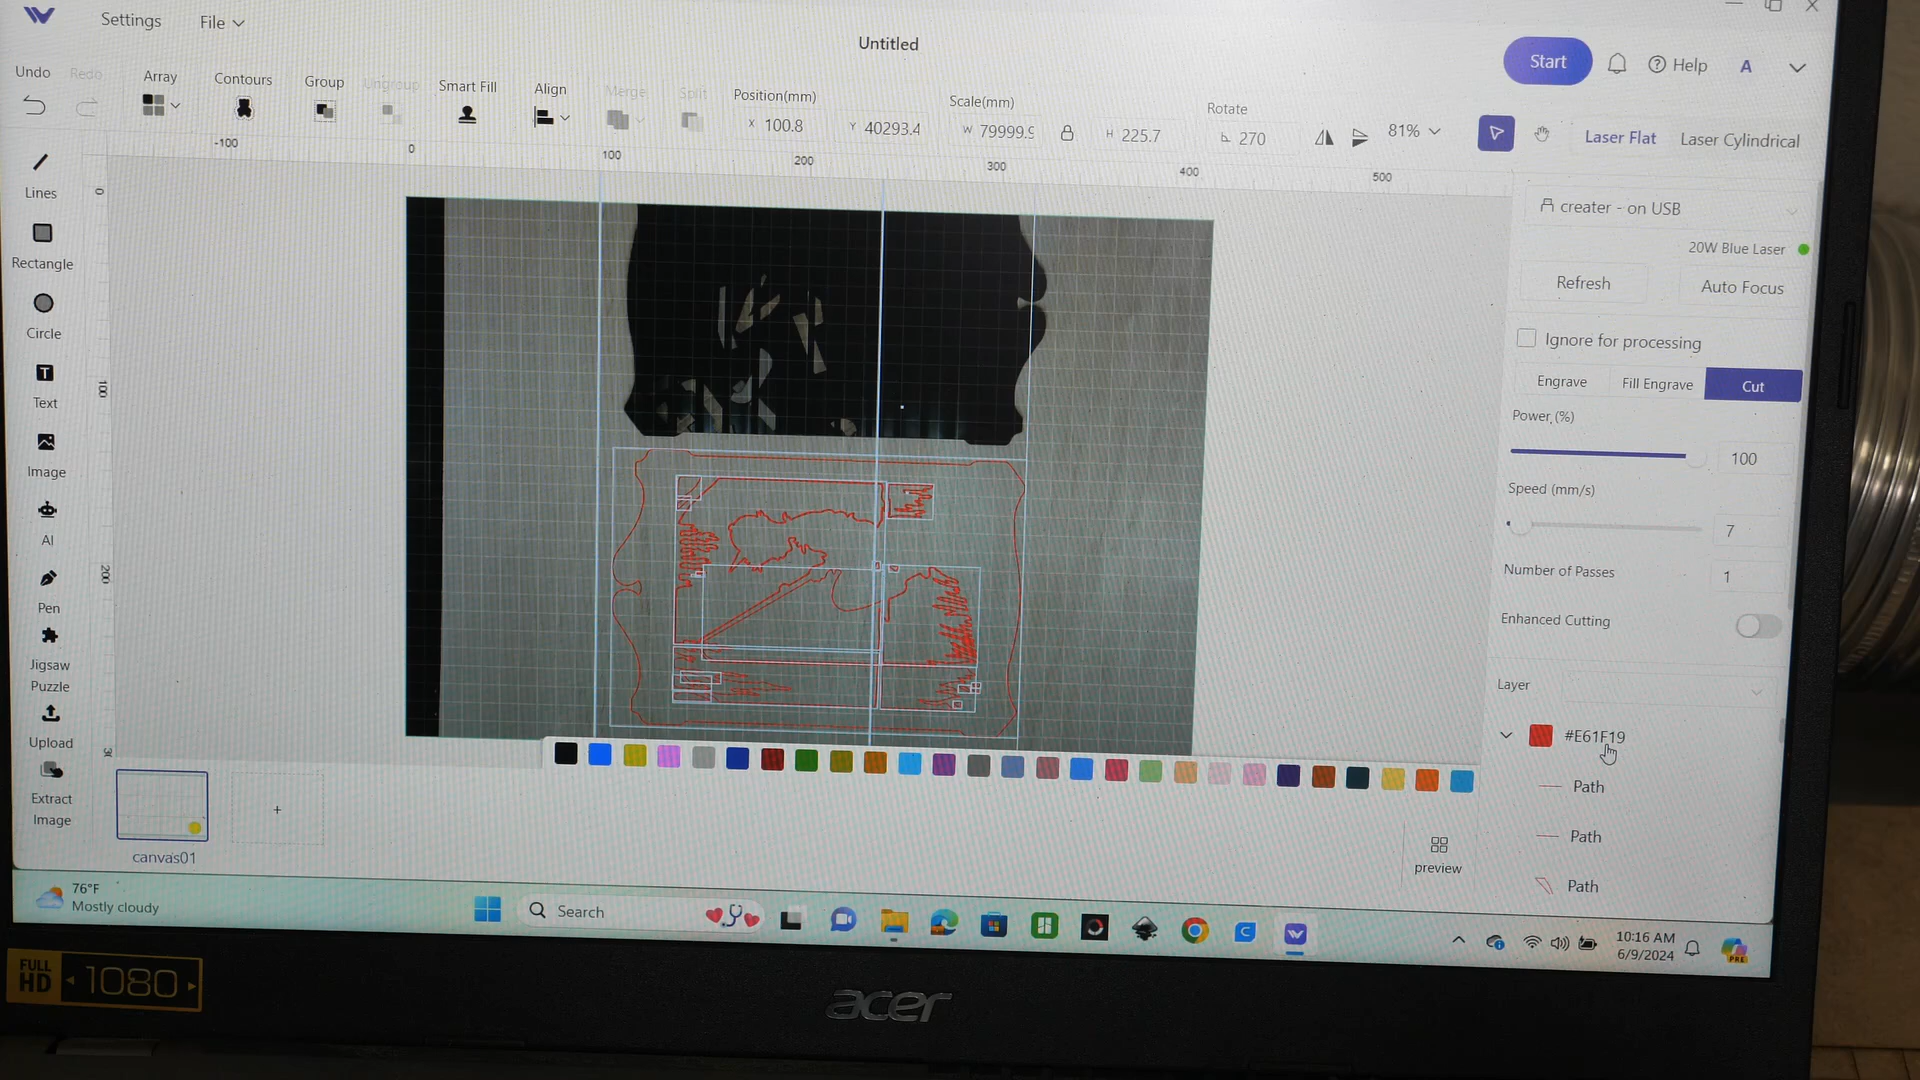 Settings
File
Untitled
Start
Help
A
Undo
Redo
Array
Contours
Group
Ungroup
Smart Fill
Align
Merge
Split
Position(mm)
X 100.8
Y 40293.4
Scale(mm)
W 79999.9
H 225.7
Rotate
270
81%
Laser Flat
Laser Cylindrical
-100
0
100
200
300
400
500
0
100
200
Lines
Rectangle
Circle
Text
Image
AI
Pen
Jigsaw
Puzzle
Upload
Extract
Image
creater - on USB
20W Blue Laser
Refresh
Auto Focus
Ignore for processing
Engrave
Fill Engrave
Cut
Power (%)
100
Speed (mm/s)
7
Number of Passes
1
Enhanced Cutting
Layer
#E61F19
Path
Path
Path
canvas01
+
preview
76°F
Mostly cloudy
Search
10:16 AM
6/9/2024
PRE
FULL
HD
1080
acer